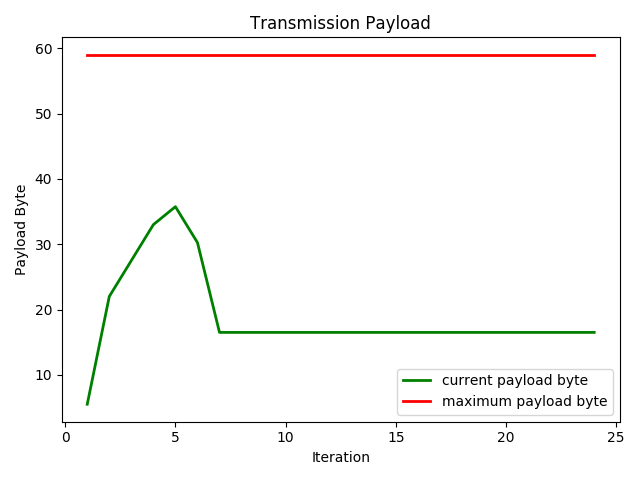 Transmission Payload
60
50
40
30
20
10
Payload Byte
0
5
10
15
20
25
Iteration
current payload byte
maximum payload byte